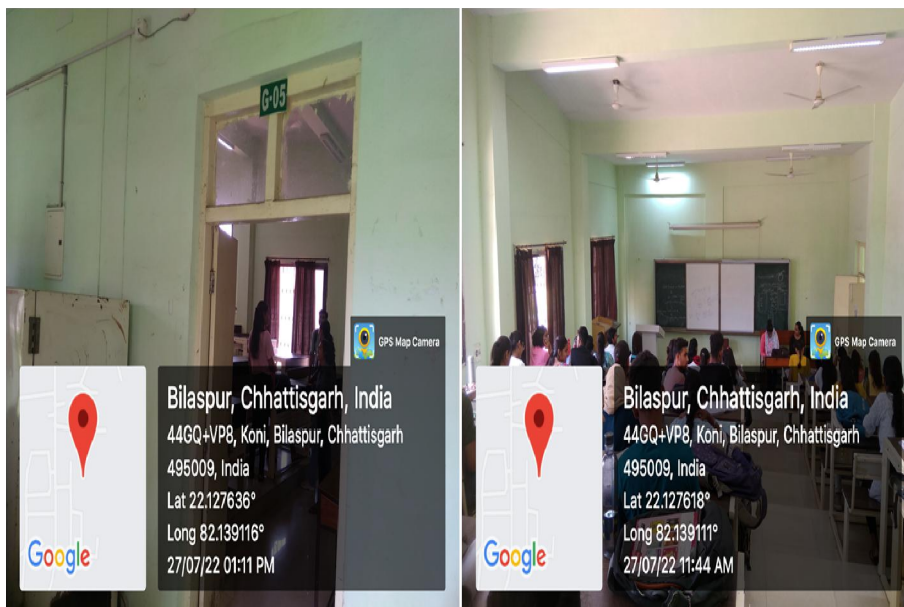 G-05
GPS Map Camera
Bilaspur, Chhattisgarh, India
44GQ+VP8, Koni, Bilaspur, Chhattisgarh
495009, India
Lat 22.127636°
Long 82.139116°
27/07/22 01:11 PM
Google
GPS Map Camera
Bilaspur, Chhattisgarh, India
44GQ+VP8, Koni, Bilaspur, Chhattisgarh
495009, India
Lat 22.127618°
Long 82.139111°
27/07/22 11:44 AM
Google